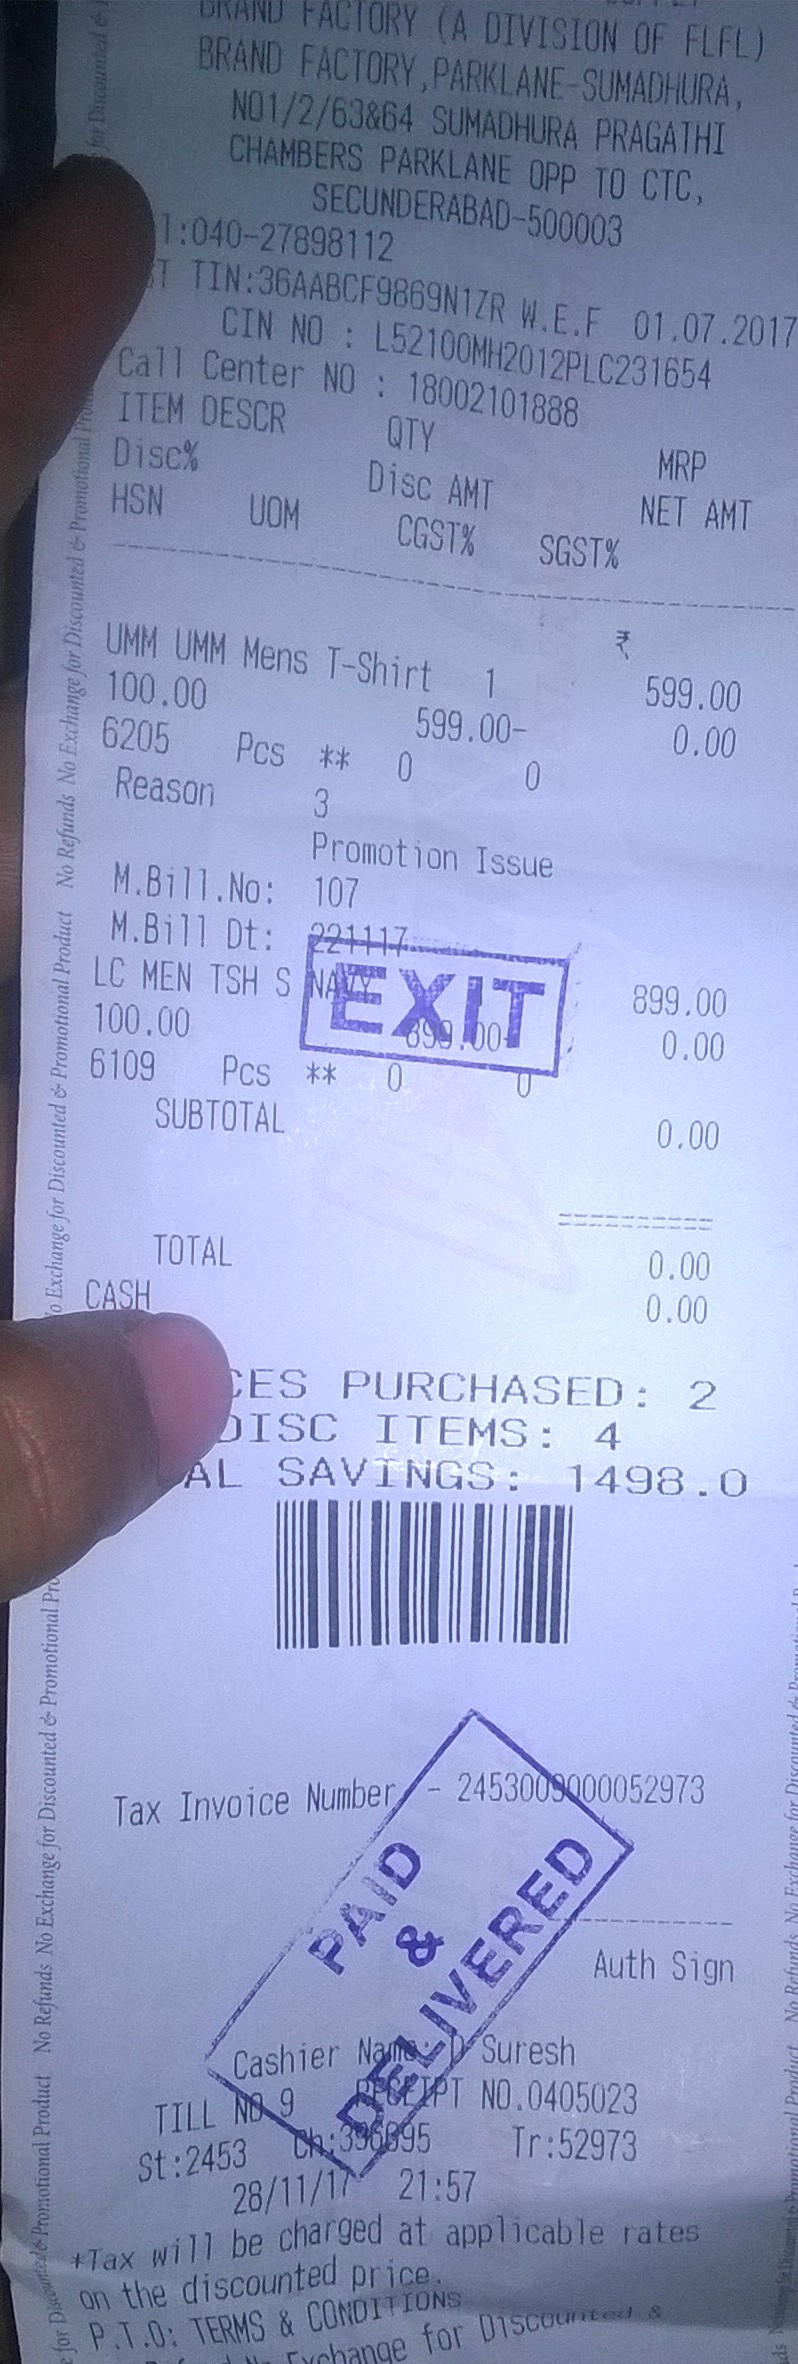 BRAND FACTORY (A DIVISION OF FLFL)
BRAND FACTORY,PARKLANE-SUMADHURA,
NO1/2/63&64 SUMADHURA PRAGATHI
CHAMBERS PARKLANE OPP TO CTC,
SECUNDERABAD-500003
1:040-27898112
ST TIN:36AABCF9869N1ZR W.E.F 01.07.2017
CIN NO : L52100MH2012PLC231654
Call Center NO : 18002101888
ITEM DESCR QTY MRP
Disc% Disc AMT NET AMT
HSN UOM CGST% SGST%
₹
UMM UMM Mens T-Shirt 1 599.00
100.00 599.00- 0.00
6205 Pcs ** 0 0
Reason 3
Promotion Issue
M.Bill.No: 107
M.Bill Dt: 221117
LC MEN TSH S NAVY 899.00
EXIT
100.00 899.00- 0.00
6109 Pcs ** 0 0
SUBTOTAL 0.00
TOTAL 0.00
CASH 0.00
CES PURCHASED: 2
DISC ITEMS: 4
AL SAVINGS: 1498.0
Tax Invoice Number - 2453009000052973
PAID
&
DELIVERED
Auth Sign
Cashier Name: D Suresh
TILL NO 9 RECEIPT NO.0405023
St:2453 Tr:52973
28/11/17 21:57
*Tax will be charged at applicable rates
on the discounted price.
P.T.O: TERMS & CONDITIONS
No Exchange for Discounted &
No Refunds No Exchange for Discounted & Promotional Product